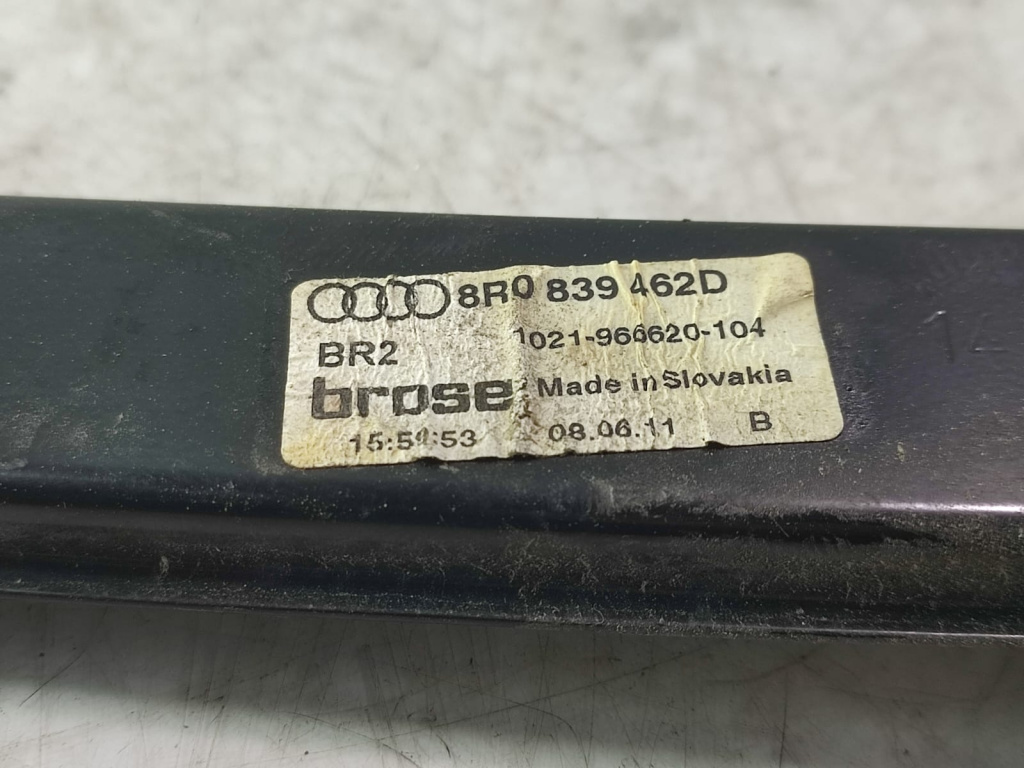 8R0 839 462D
BR2 1021-966620-104
brose Made in Slovakia
08.06.11 B